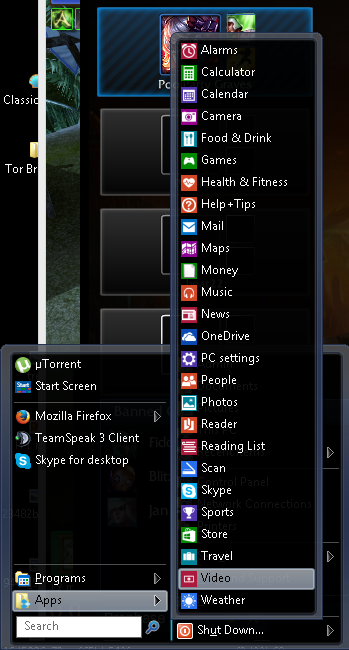 Alarms
Calculator
Calendar
Camera
Food & Drink
Games
Health & Fitness
Help+Tips
Mail
Maps
Money
Music
News
OneDrive
PC settings
People
Photos
Reader
Reading List
Scan
Skype
Sports
Store
Travel
Video
Weather
Classic
Tor Br
µTorrent
Start Screen
Mozilla Firefox
TeamSpeak 3 Client
Skype for desktop
Programs
Apps
Search
Shut Down...